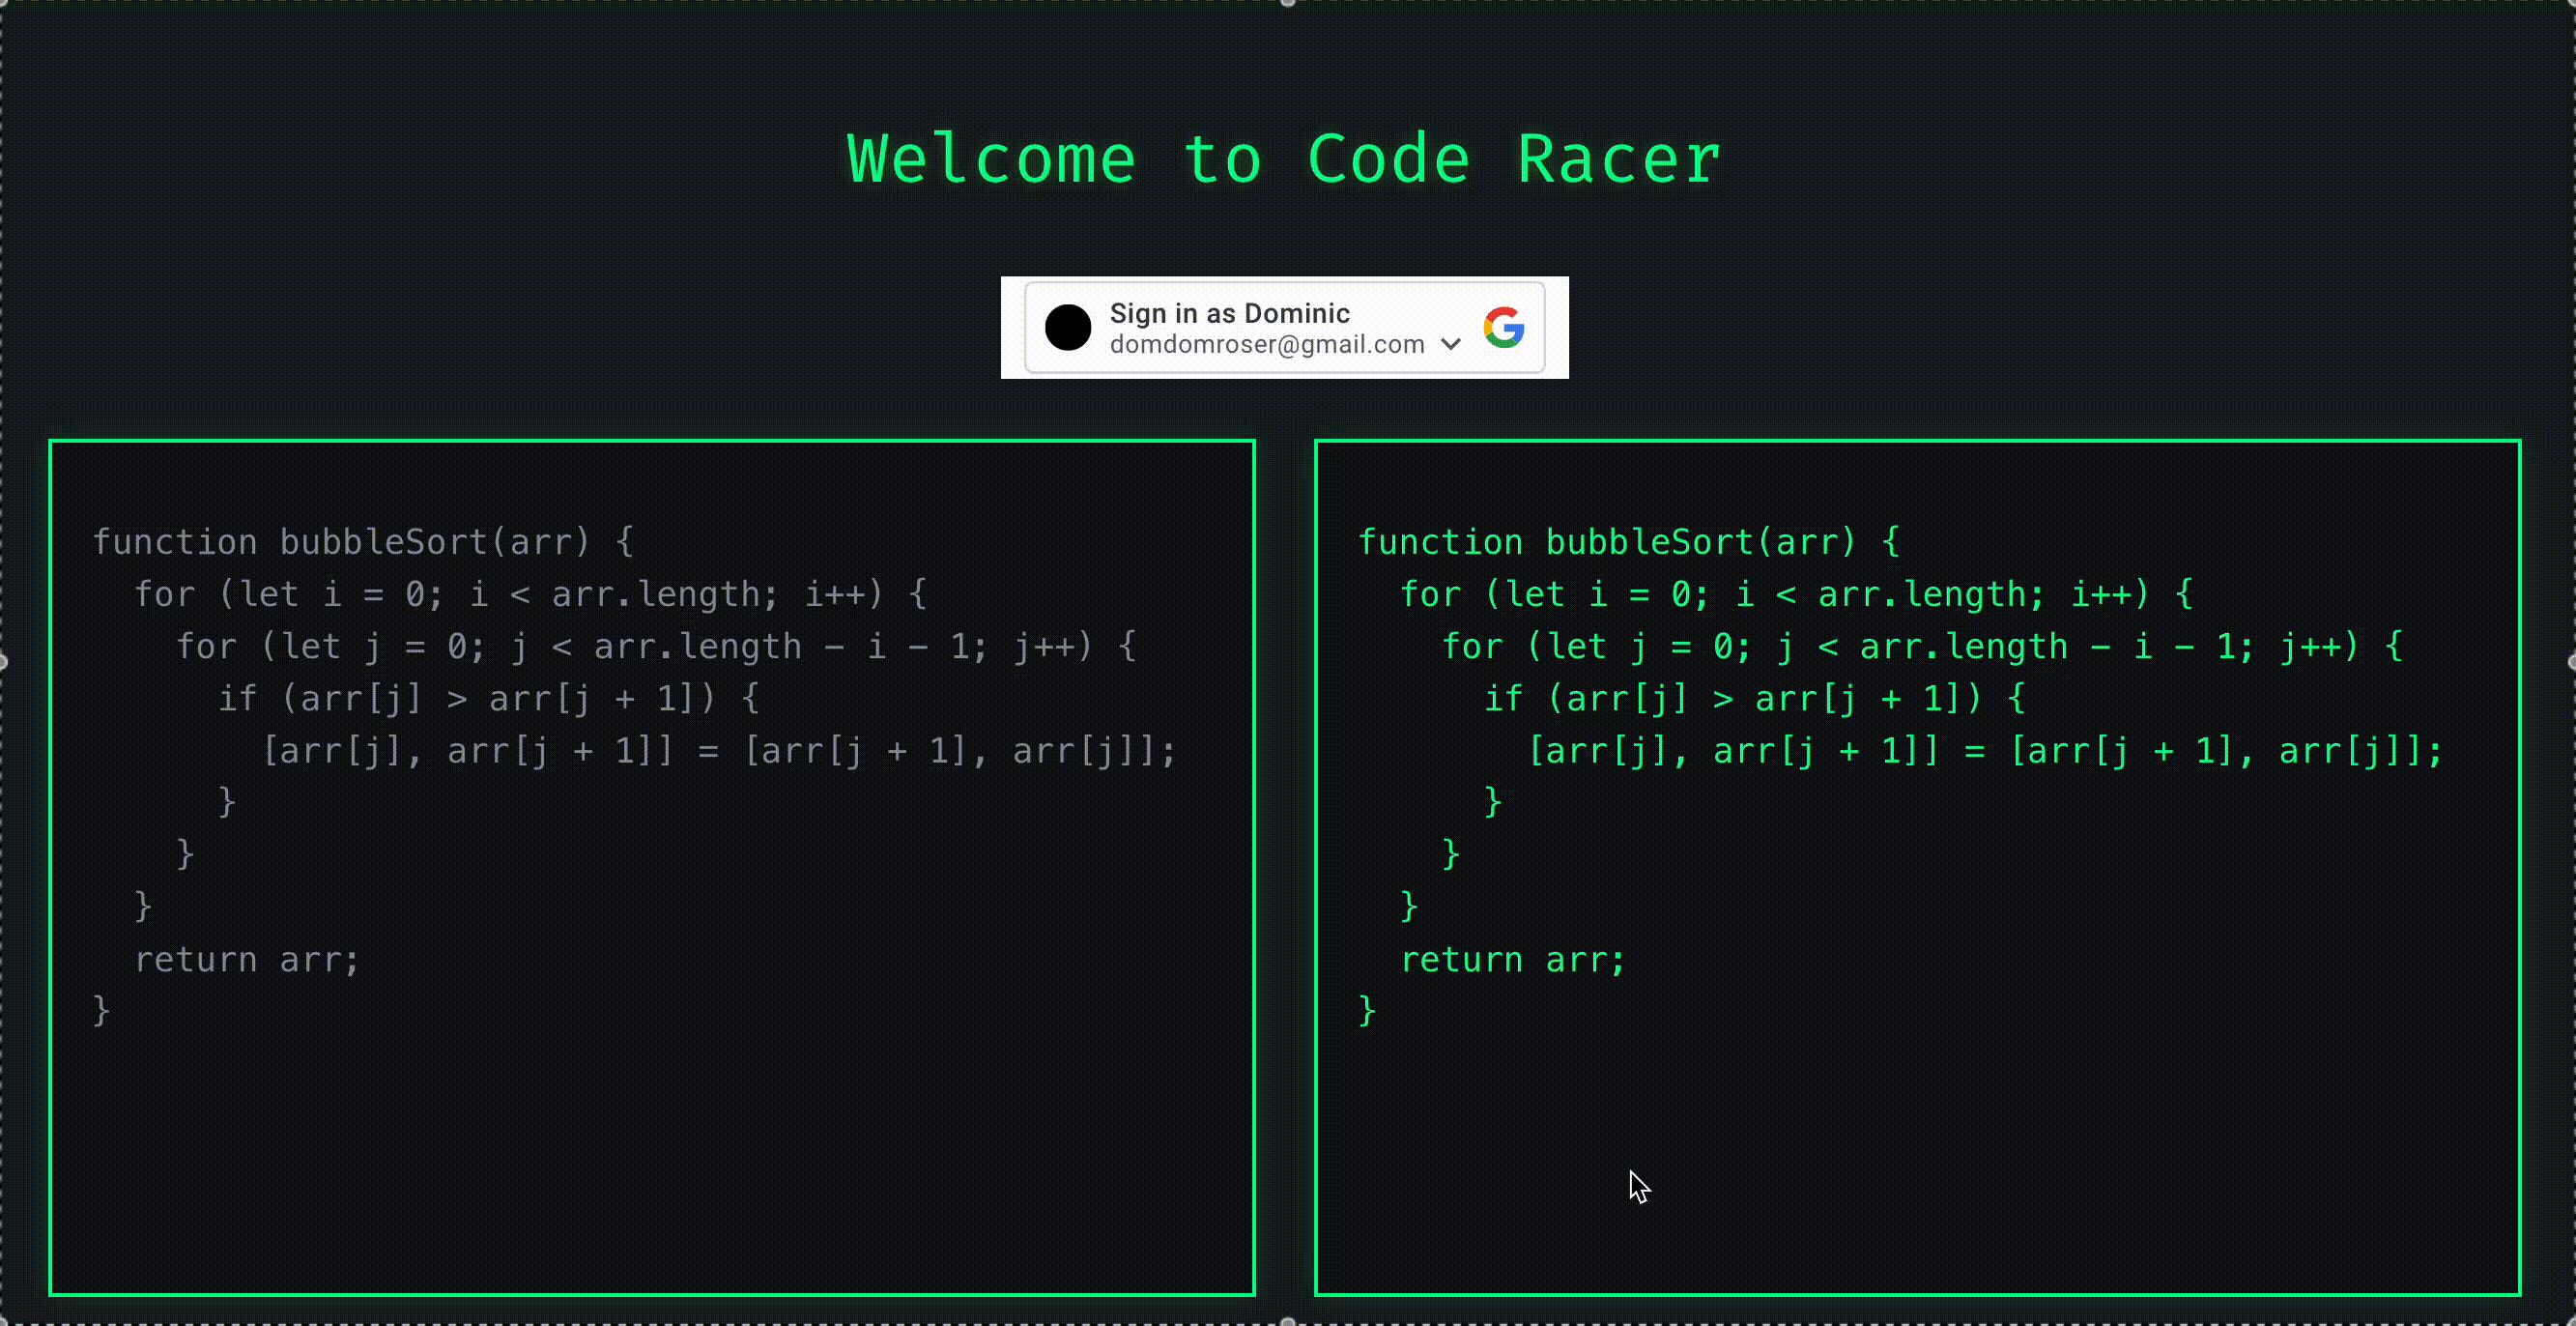 Welcome to Code Racer
Sign in as Dominic
domdomroser@gmail.com
function bubbleSort(arr) {
  for (let i = 0; i < arr.length; i++) {
    for (let j = 0; j < arr.length - i - 1; j++) {
      if (arr[j] > arr[j + 1]) {
        [arr[j], arr[j + 1]] = [arr[j + 1], arr[j]];
      }
    }
  }
  return arr;
}
function bubbleSort(arr) {
  for (let i = 0; i < arr.length; i++) {
    for (let j = 0; j < arr.length - i - 1; j++) {
      if (arr[j] > arr[j + 1]) {
        [arr[j], arr[j + 1]] = [arr[j + 1], arr[j]];
      }
    }
  }
  return arr;
}